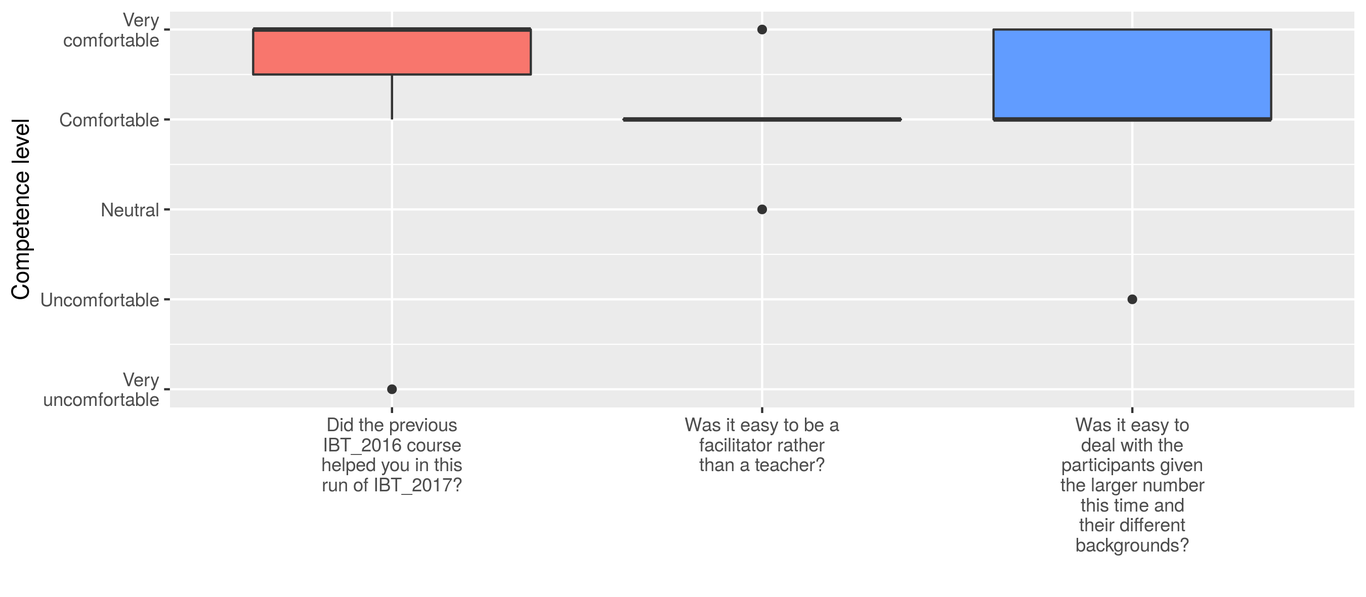 Competence level
Very
comfortable
Comfortable
Neutral
Uncomfortable
Very
uncomfortable
Did the previous
IBT_2016 course
helped you in this
run of IBT_2017?
Was it easy to be a
facilitator rather
than a teacher?
Was it easy to
deal with the
participants given
the larger number
this time and
their different
backgrounds?